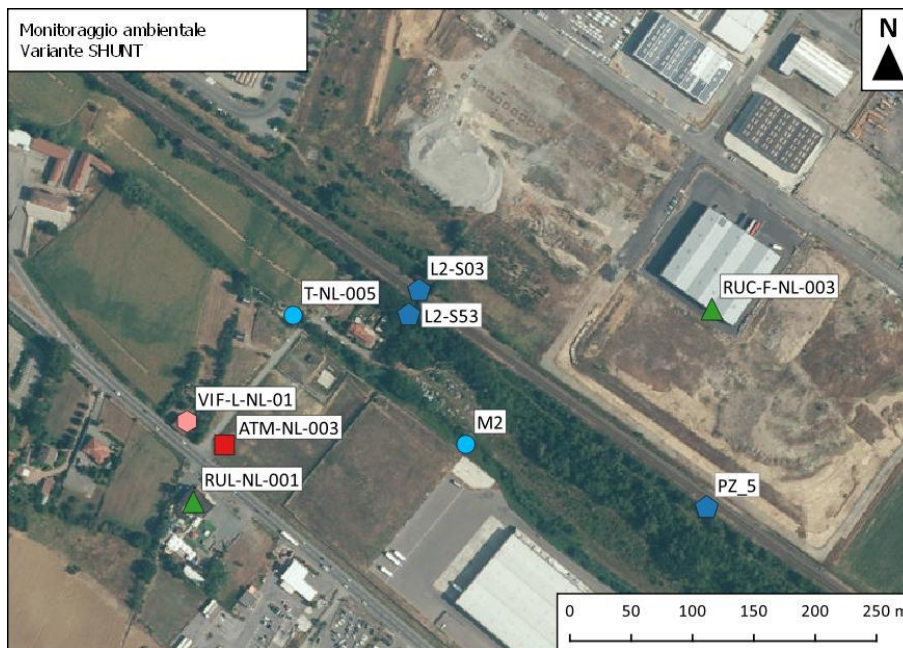 Monitoraggio ambientale
Variante SHUNT
N
L2-S03
T-NL-005
L2-S53
RUC-F-NL-003
VIF-L-NL-01
ATM-NL-003
M2
RUL-NL-001
PZ_5
0 50 100 150 200 250 m